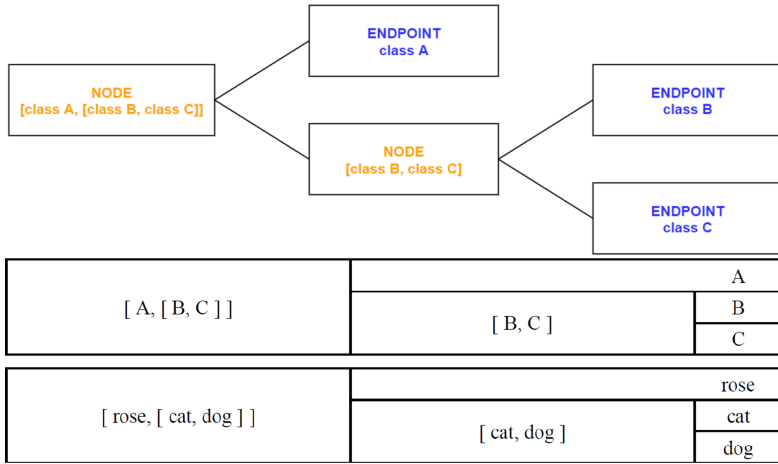 ENDPOINT
class A
NODE
[class A, [class B, class C]]
ENDPOINT
class B
NODE
[class B, class C]
ENDPOINT
class C
[ A, [ B, C ] ]
A
[ B, C ]
B
C
[ rose, [ cat, dog ] ]
rose
[ cat, dog ]
cat
dog